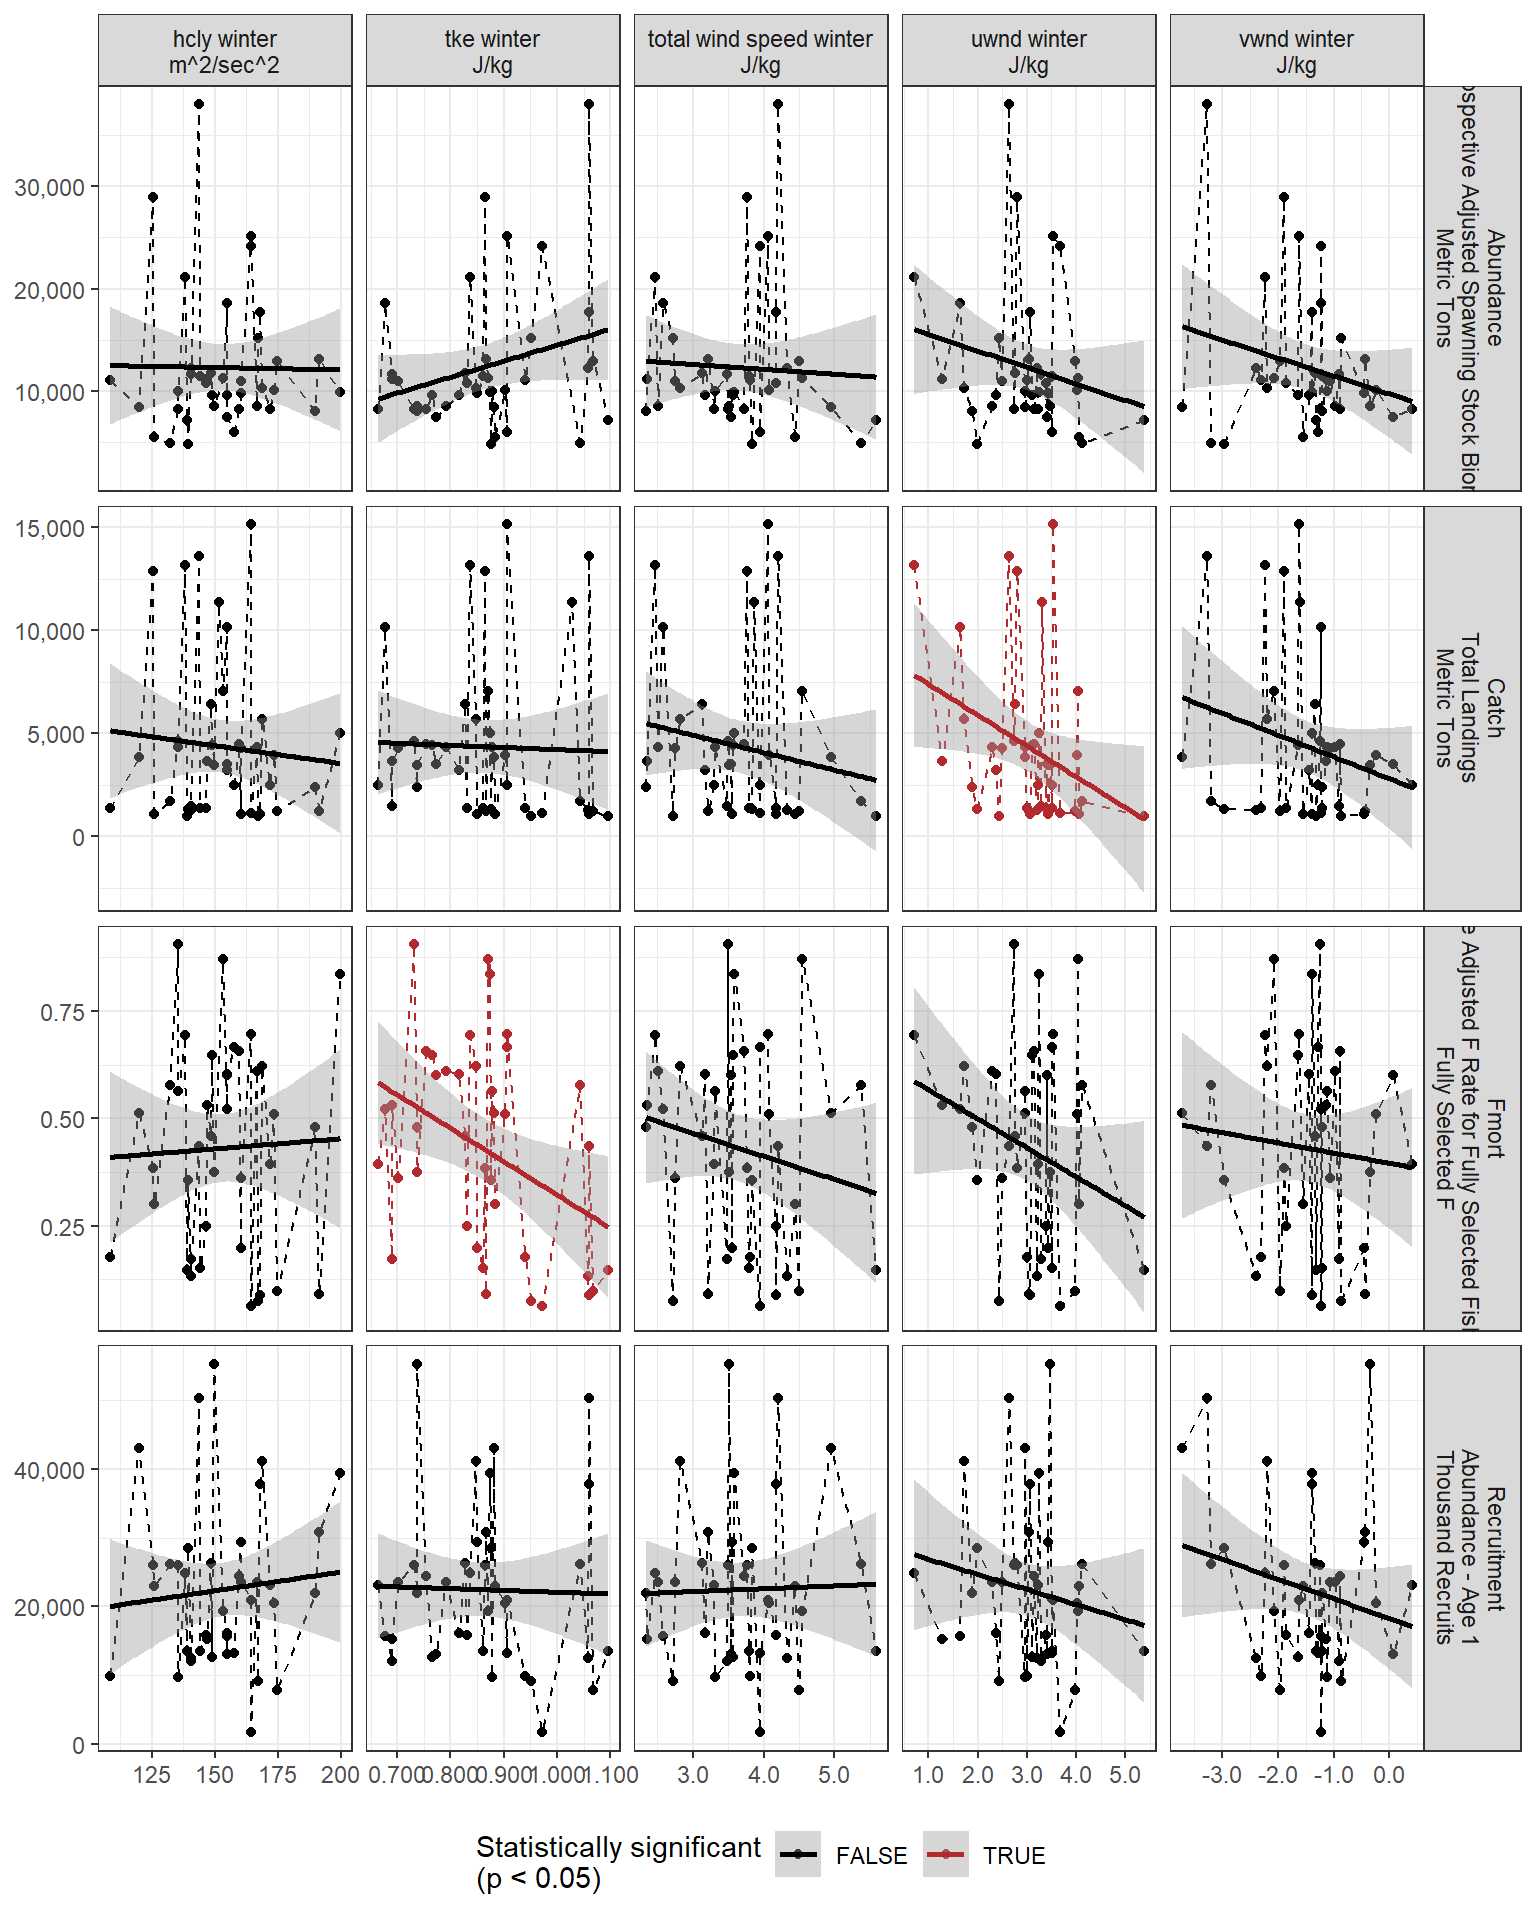 hcly winter
m^2/sec^2
tke winter
J/kg
total wind speed winter
J/kg
uwnd winter
J/kg
vwnd winter
J/kg
30,000
20,000
10,000
Abundance
Adjusted Spawning Stock
Metric Tons
15,000
10,000
5,000
0
Catch
Total Landings
Metric Tons
0.75
0.50
0.25
Fmort
Adjusted F Rate for Fully Selected
Fully Selected F
40,000
20,000
0
Recruitment
Abundance - Age 1
Thousand Recruits
125 150 175 200
0.700 0.800 0.900 1.000 1.100
3.0 4.0 5.0
1.0 2.0 3.0 4.0 5.0
-3.0 -2.0 -1.0 0.0
Statistically significant
(p < 0.05)
FALSE
TRUE